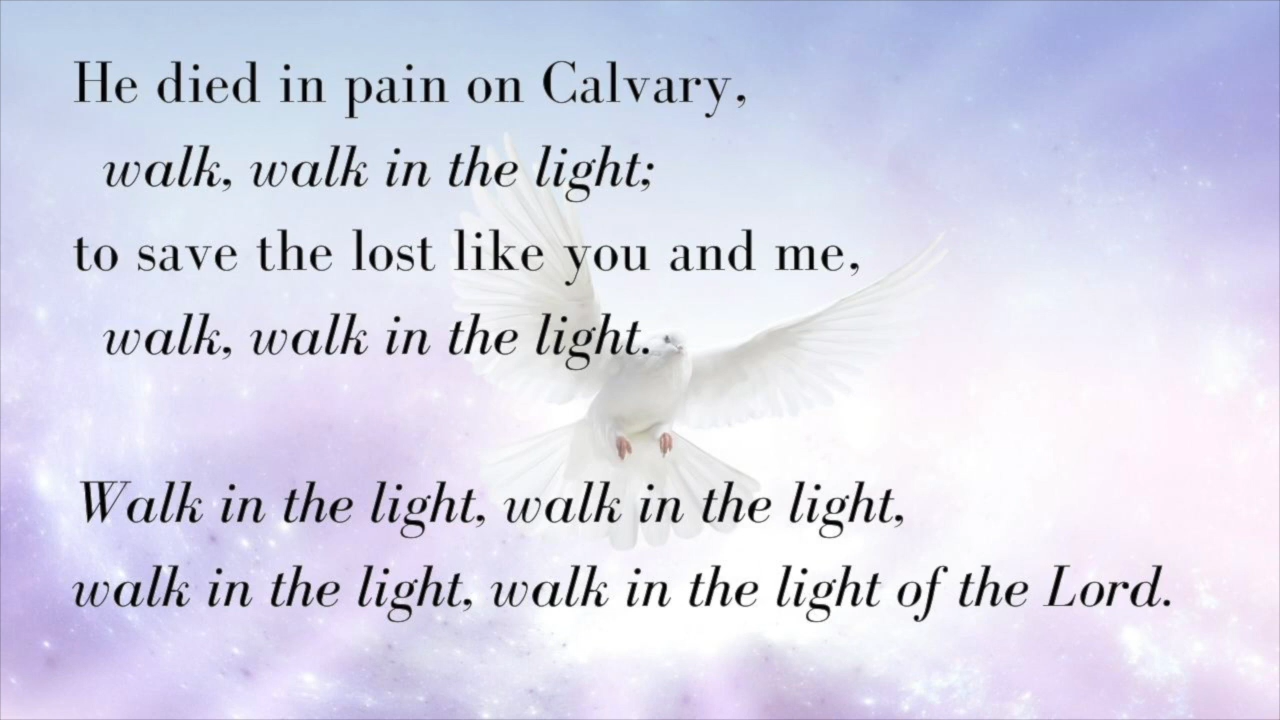 He died in pain on Calvary,
walk, walk in the light;
to save the lost like you and me,
walk, walk in the light.
Walk in the light, walk in the light,
walk in the light, walk in the light of the Lord.